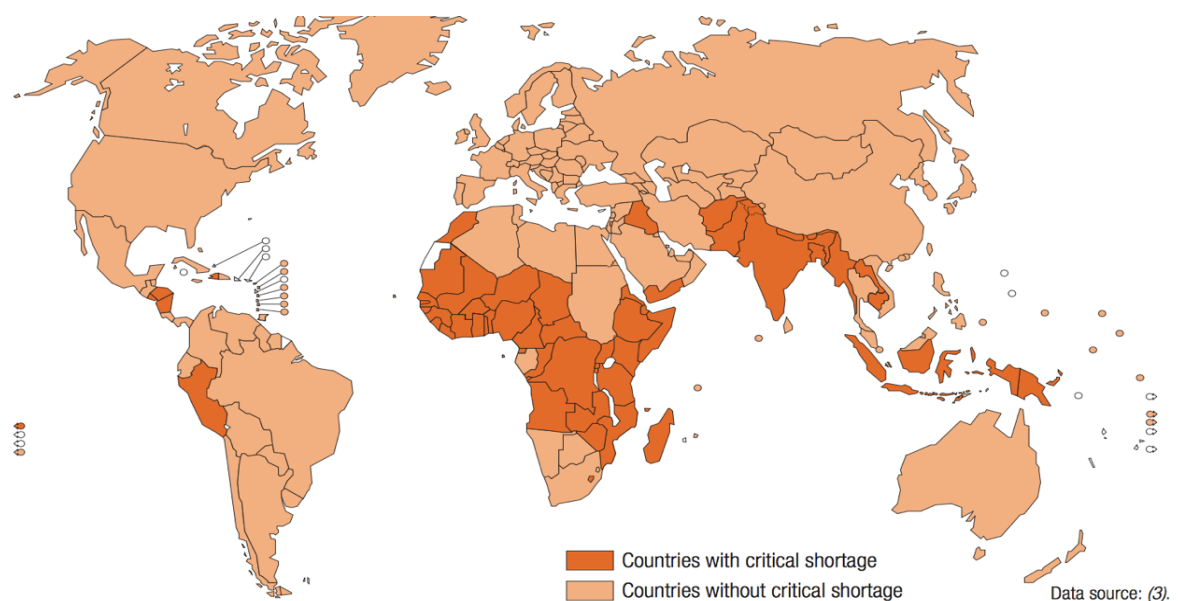 Countries with critical shortage
Countries without critical shortage
Data source: (3).